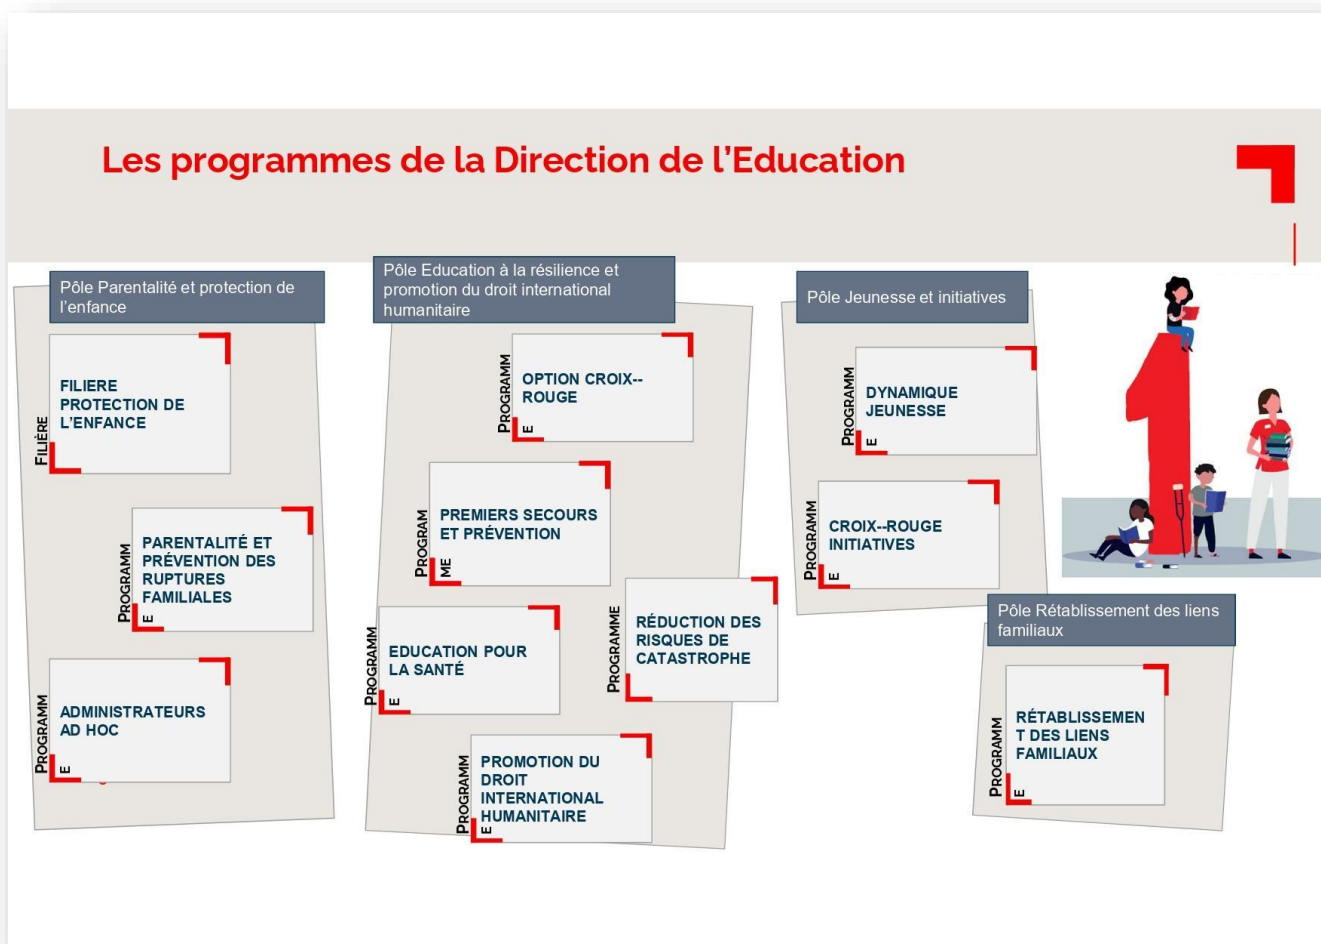 Les programmes de la Direction de l'Education
Pôle Parentalité et protection de
l'enfance
FILIÈRE
FILIERE
PROTECTION DE
L'ENFANCE
PROGRAMM
E
PARENTALITÉ ET
PRÉVENTION DES
RUPTURES
FAMILIALES
PROGRAMM
E
ADMINISTRATEURS
AD HOC
Pôle Education à la résilience et
promotion du droit international
humanitaire
PROGRAMM
E
OPTION CROIX--
ROUGE
PROGRAM
ME
PREMIERS SECOURS
ET PRÉVENTION
PROGRAMM
E
EDUCATION POUR
LA SANTÉ
PROGRAMME
RÉDUCTION DES
RISQUES DE
CATASTROPHE
PROGRAMM
E
PROMOTION DU
DROIT
INTERNATIONAL
HUMANITAIRE
Pôle Jeunesse et initiatives
PROGRAMM
E
DYNAMIQUE
JEUNESSE
PROGRAMM
E
CROIX--ROUGE
INITIATIVES
1
Pôle Rétablissement des liens
familiaux
PROGRAMM
E
RÉTABLISSEMEN
T DES LIENS
FAMILIAUX